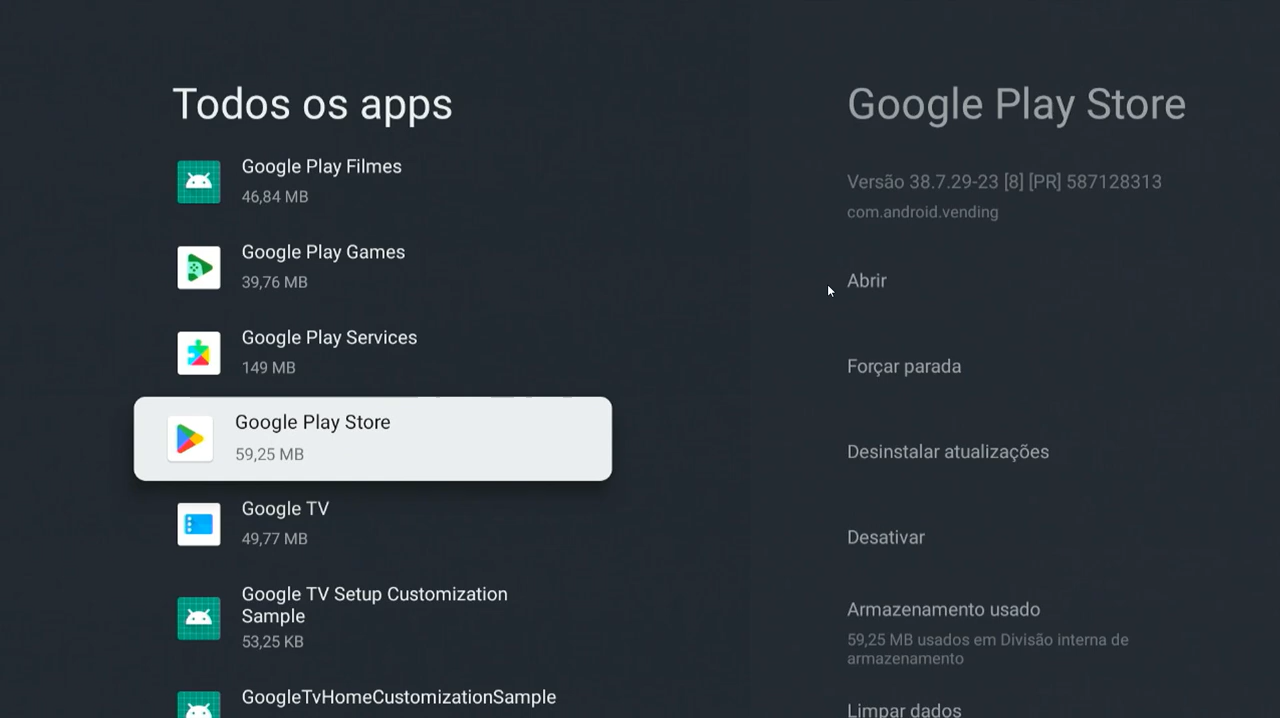 Todos os apps
Google Play Filmes
46,84 MB
Google Play Games
39,76 MB
Google Play Services
149 MB
Google Play Store
59,25 MB
Google TV
49,77 MB
Google TV Setup Customization
Sample
53,25 KB
GoogleTvHomeCustomizationSample
Google Play Store
Versão 38.7.29-23 [8] [PR] 587128313
com.android.vending
Abrir
Forçar parada
Desinstalar atualizações
Desativar
Armazenamento usado
59,25 MB usados em Divisão interna de
armazenamento
Limpar dados